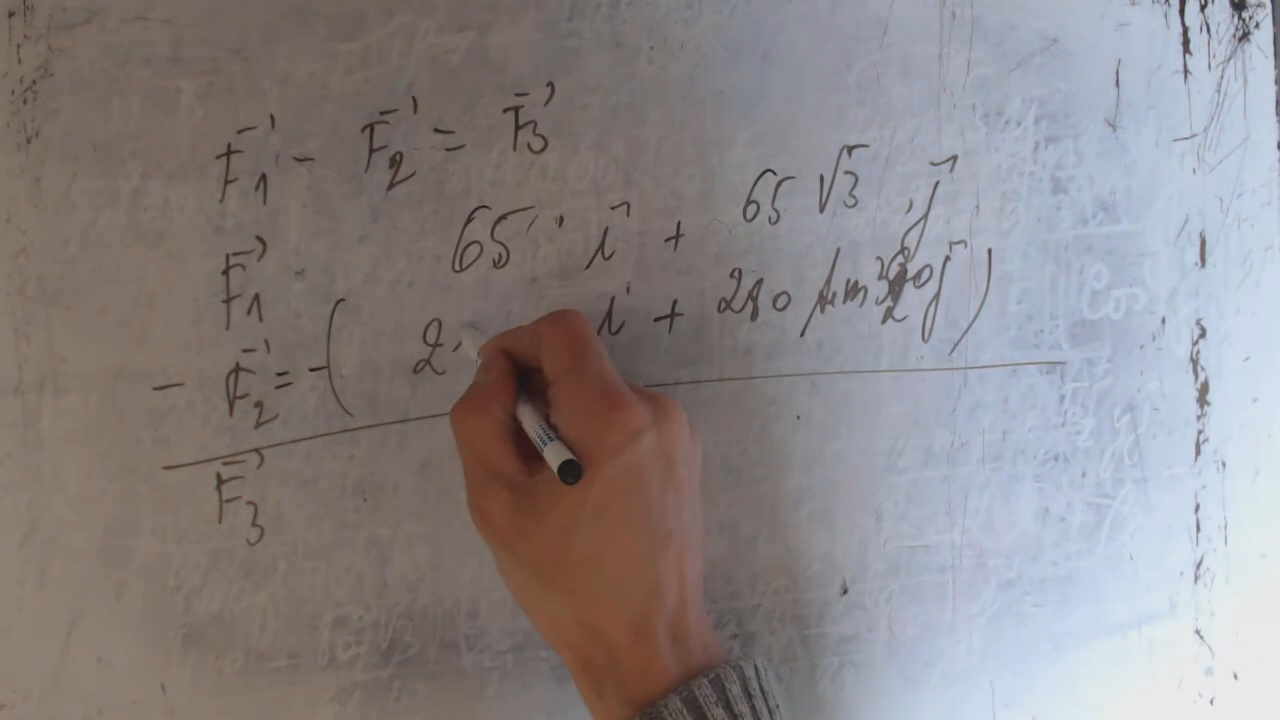 F⃗₁ - F⃗₂ = F⃗₃
F⃗₁ 65 · i⃗ + 65 √3 j⃗
- F⃗₂ = -( 2 i + 280 j⃗ )
F⃗₃